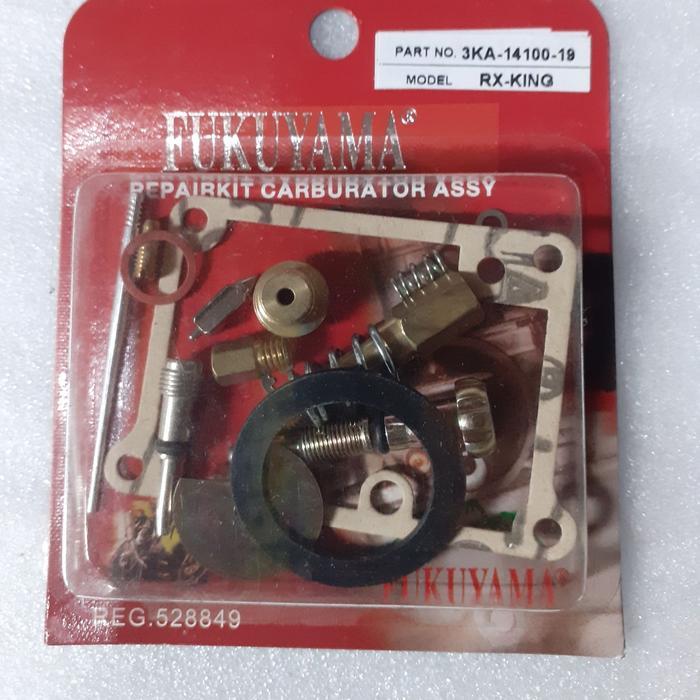 PART NO. 3KA-14100-19
MODEL RX-KING
FUKUYAMA®
REPAIRKIT CARBURATOR ASSY
FUKUYAMA®
REG.528849